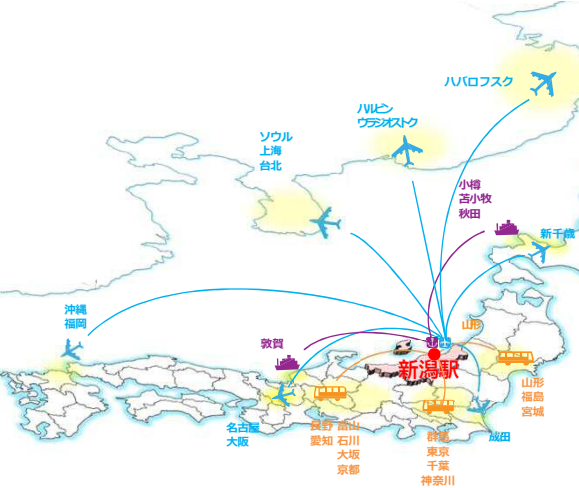 ハバロフスク
ハルビン
ウラジオストク
ソウル
上海
台北
小樽
苫小牧
秋田
新千歳
沖縄
福岡
山形
敦賀
新潟駅
山形
福島
宮城
名古屋
大阪
長野 富山
愛知 石川
大坂
京都
群馬
東京
千葉
神奈川
成田